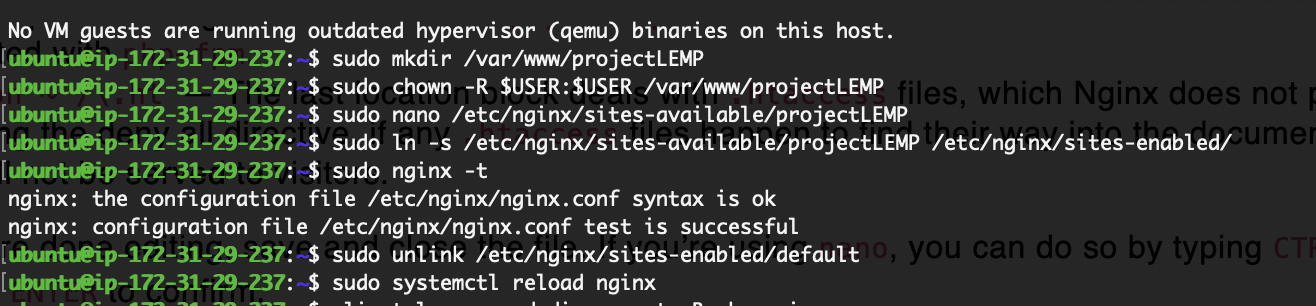 No VM guests are running outdated hypervisor (qemu) binaries on this host.
ubuntu@ip-172-31-29-237:~$ sudo mkdir /var/www/projectLEMP
ubuntu@ip-172-31-29-237:~$ sudo chown -R $USER:$USER /var/www/projectLEMP
ubuntu@ip-172-31-29-237:~$ sudo nano /etc/nginx/sites-available/projectLEMP
ubuntu@ip-172-31-29-237:~$ sudo ln -s /etc/nginx/sites-available/projectLEMP /etc/nginx/sites-enabled/
ubuntu@ip-172-31-29-237:~$ sudo nginx -t
nginx: the configuration file /etc/nginx/nginx.conf syntax is ok
nginx: configuration file /etc/nginx/nginx.conf test is successful
ubuntu@ip-172-31-29-237:~$ sudo unlink /etc/nginx/sites-enabled/default
ubuntu@ip-172-31-29-237:~$ sudo systemctl reload nginx